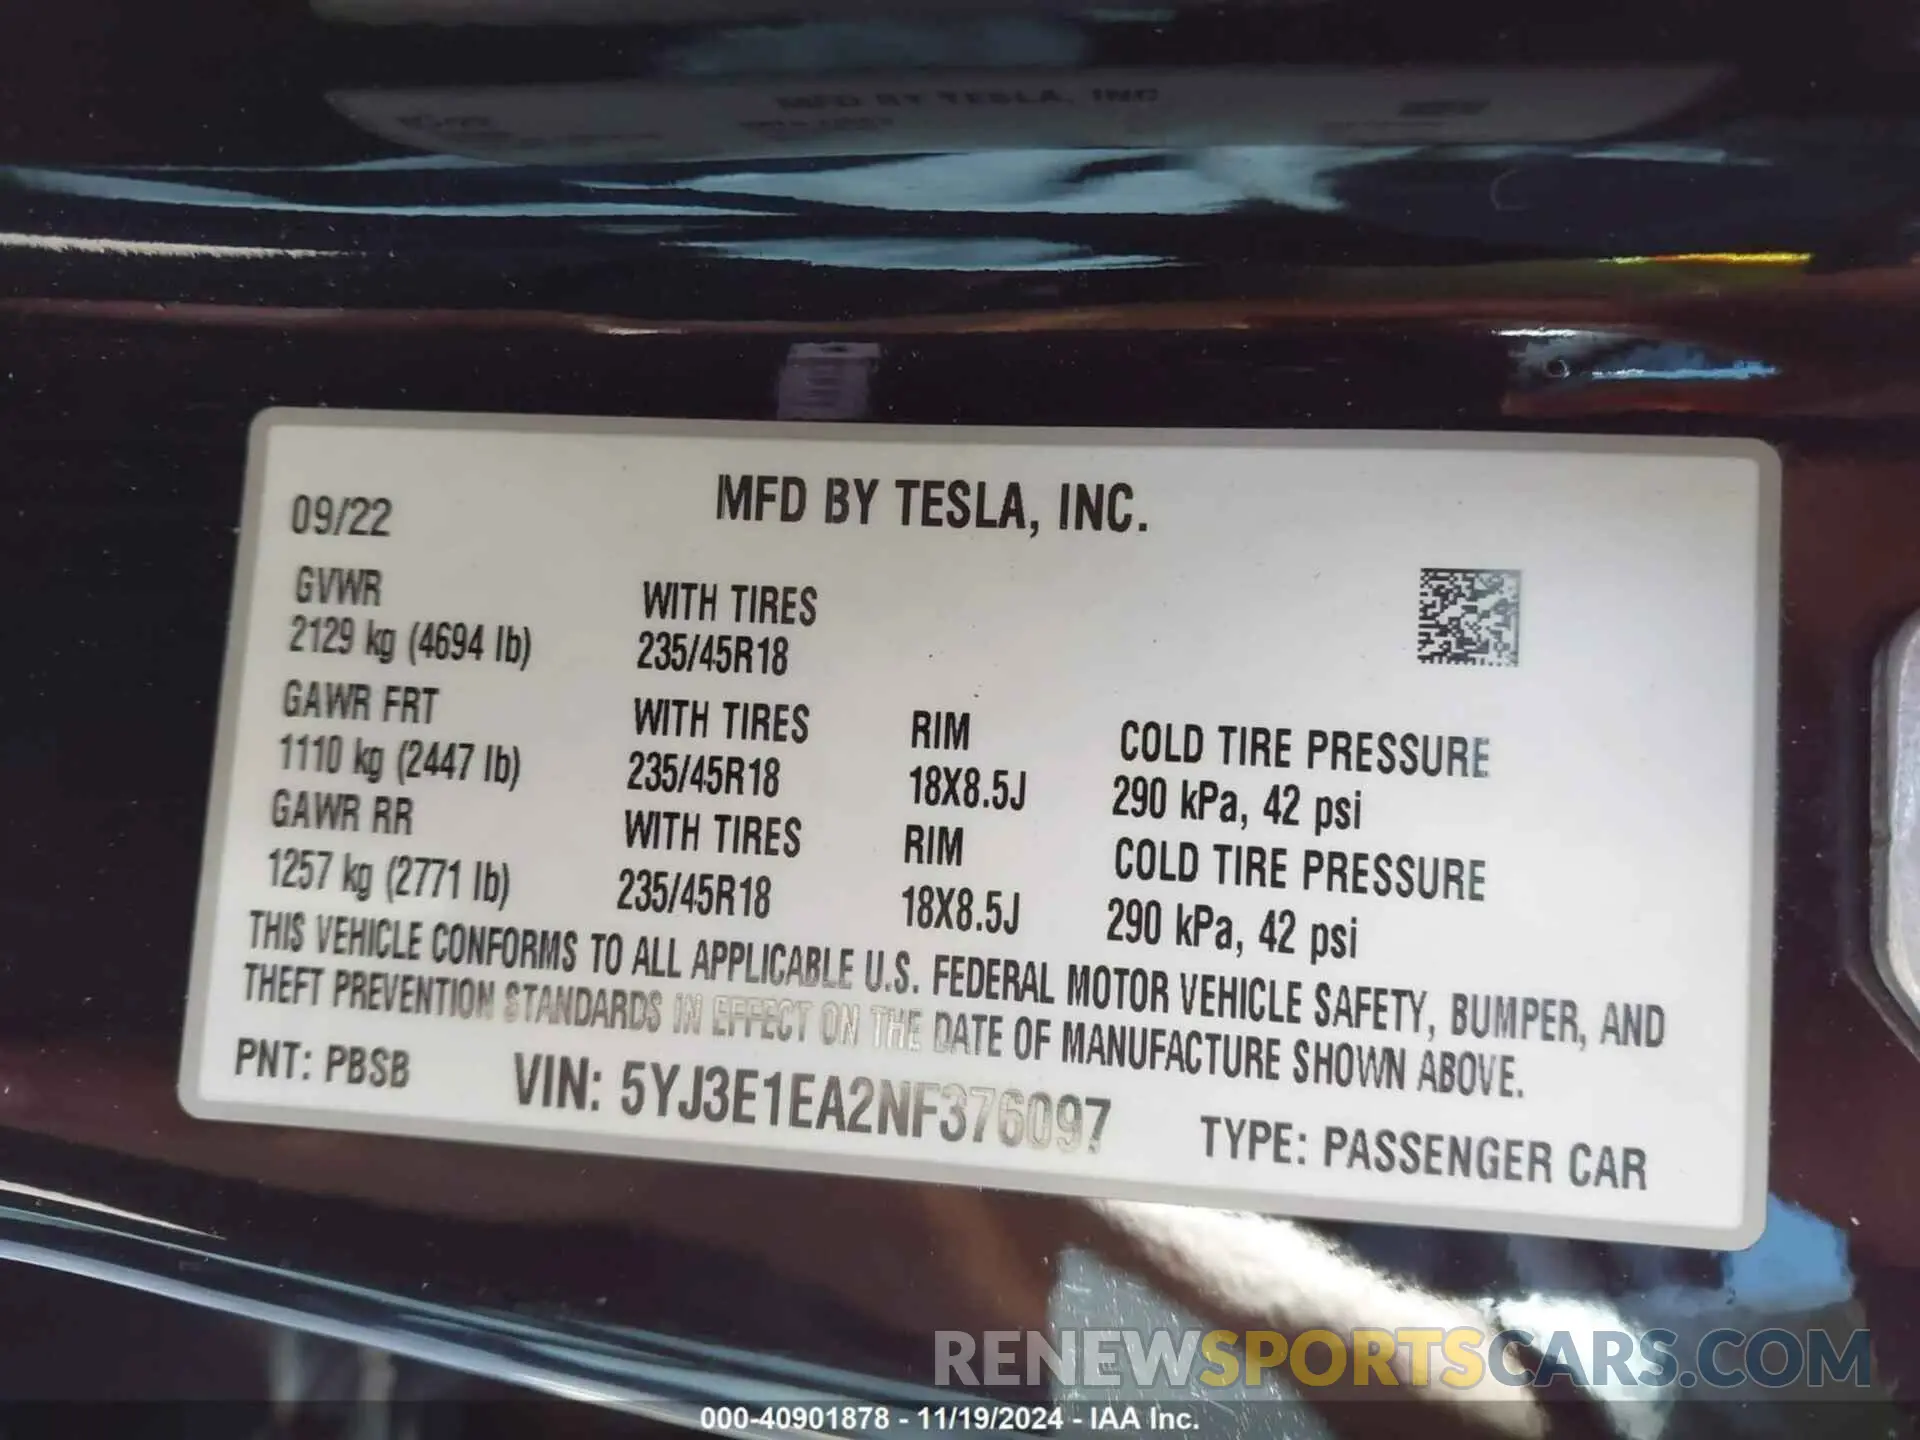 MFD BY TESLA, INC
MFD BY TESLA, INC.
09/22
GVWR WITH TIRES
2129 kg (4694 lb) 235/45R18
GAWR FRT WITH TIRES RIM COLD TIRE PRESSURE
1110 kg (2447 lb) 235/45R18 18X8.5J 290 kPa, 42 psi
GAWR RR WITH TIRES RIM COLD TIRE PRESSURE
1257 kg (2771 lb) 235/45R18 18X8.5J 290 kPa, 42 psi
THIS VEHICLE CONFORMS TO ALL APPLICABLE U.S. FEDERAL MOTOR VEHICLE SAFETY, BUMPER, AND
THEFT PREVENTION STANDARDS IN EFFECT ON THE DATE OF MANUFACTURE SHOWN ABOVE.
PNT: PBSB VIN: 5YJ3E1EA2NF376097 TYPE: PASSENGER CAR
RENEWSPORTSCARS.COM
000-40901878 - 11/19/2024 - IAA Inc.